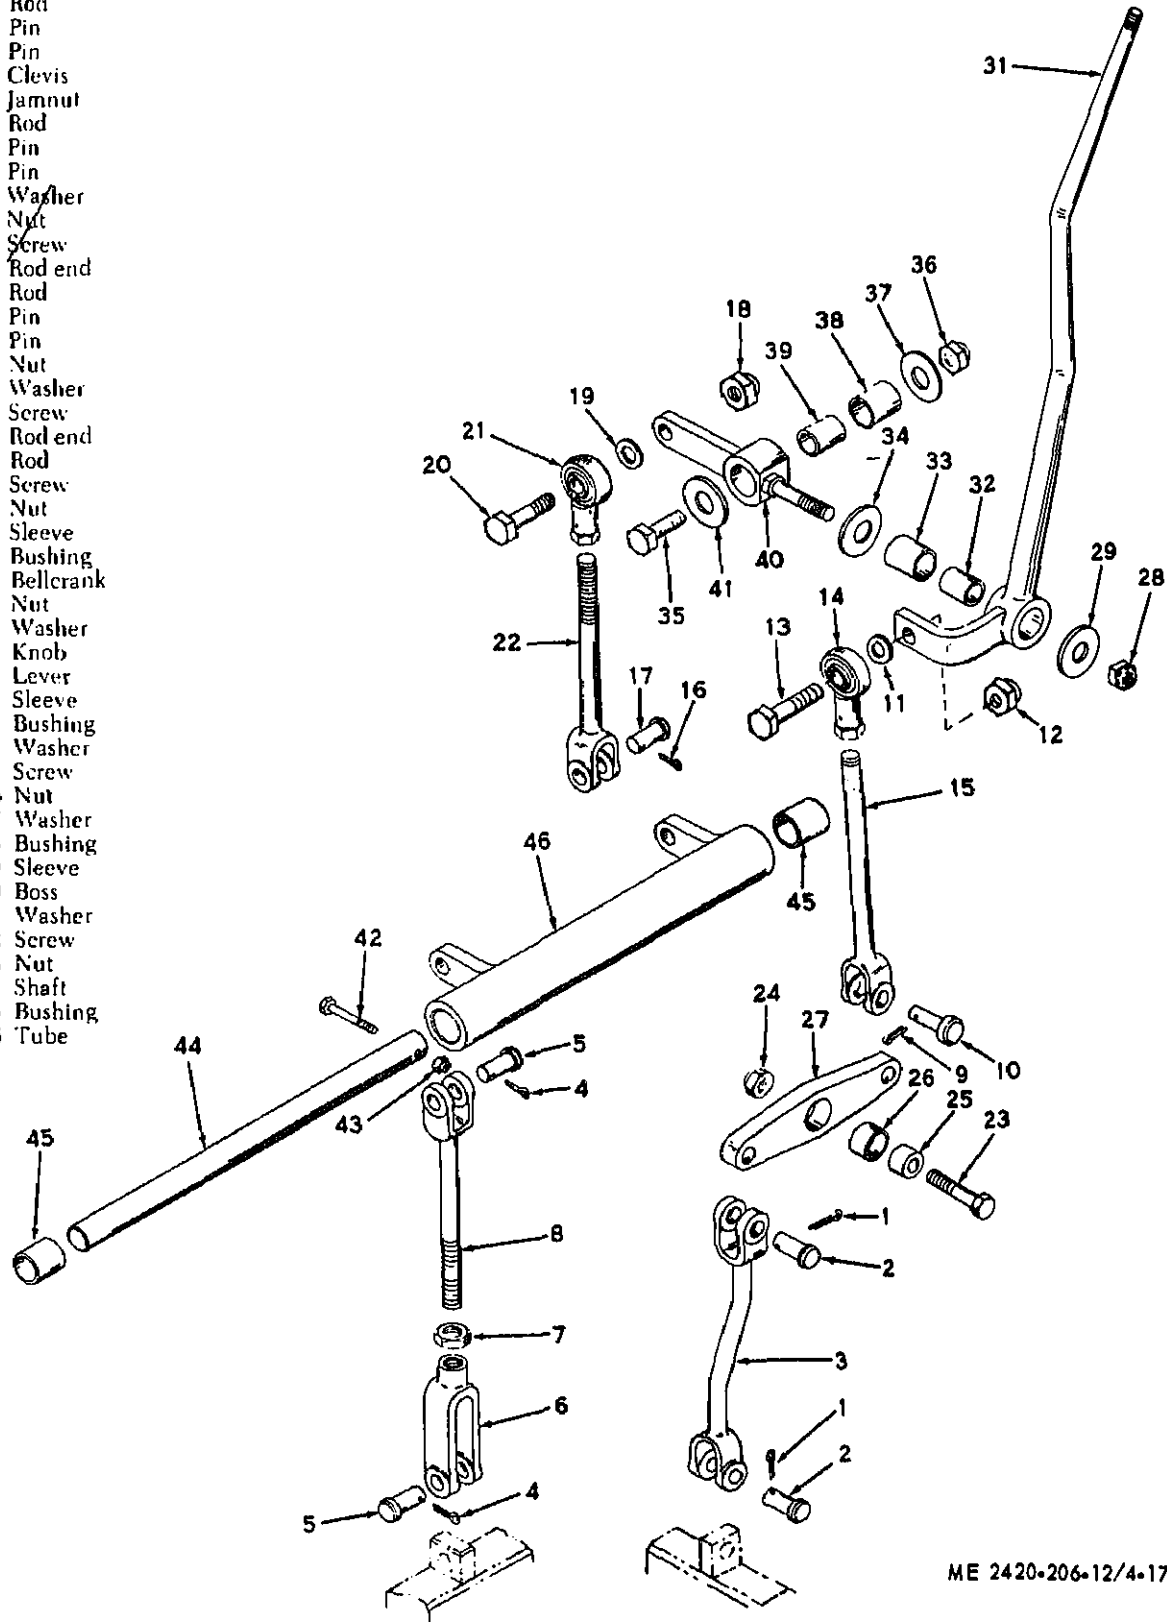 Rod
Pin
Pin
Clevis
Jamnut
Rod
Pin
Pin
Washer
Nut
Screw
Rod end
Rod
Pin
Pin
Nut
Washer
Screw
Rod end
Rod
Screw
Nut
Sleeve
Bushing
Bellcrank
Nut
Washer
Knob
Lever
Sleeve
Bushing
Washer
Screw
Nut
Washer
Bushing
Sleeve
Boss
Washer
Screw
Nut
Shaft
Bushing
Tube
31
36
37
18
38
39
19
34
21
33
20
32
29
40
41
28
14
35
13
22
17
16
11
12
15
46
45
42
24
27
5
44
9
10
4
26
43
25
45
23
1
8
2
7
3
6
1
2
4
5
ME 2420-206-12/4-17